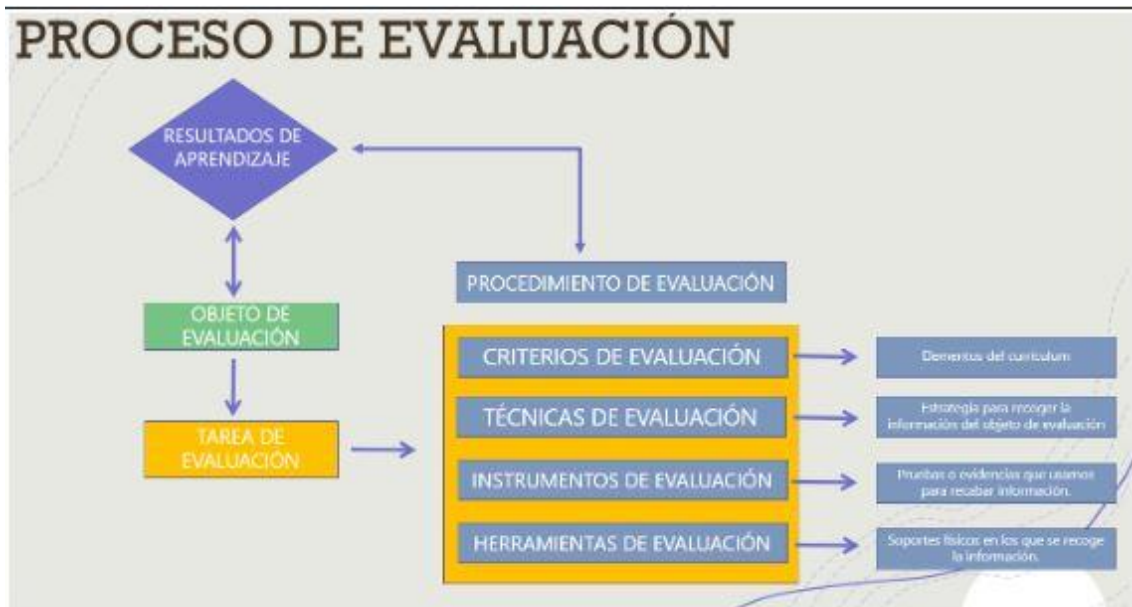 PROCESO DE EVALUACIÓN
RESULTADOS DE
APRENDIZAJE
PROCEDIMIENTO DE EVALUACIÓN
OBJETO DE
EVALUACIÓN
CRITERIOS DE EVALUACIÓN
Elementos del curriculum
TÉCNICAS DE EVALUACIÓN
Estrategia para recoger la
información del objeto de evaluación
TAREA DE
EVALUACIÓN
INSTRUMENTOS DE EVALUACIÓN
Pruebas o evidencias que usamos
para recabar información.
HERRAMIENTAS DE EVALUACIÓN
Soportes físicos en los que se recoge
la información.